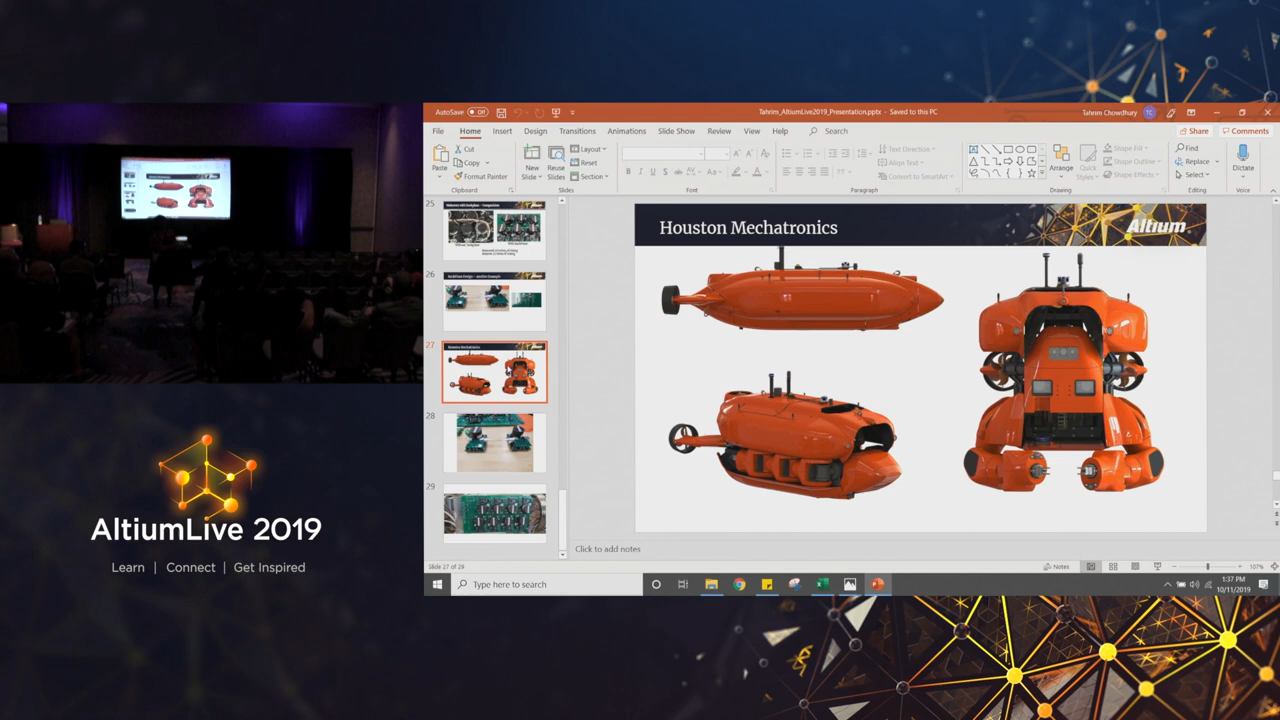 AutoSave Off
Tahrim_AltiumLive2019_Presentation.pptx - Saved to this PC
Tahrim Chowdhury TC
File Home Insert Design Transitions Animations Slide Show Review View Help Search Share Comments
Paste
Cut
Copy
Format Painter
Clipboard
New Slide
Reuse Slides
Layout
Reset
Section
Slides
Font
Text Direction
Align Text
Convert to SmartArt
Paragraph
Arrange
Quick Styles
Shape Fill
Shape Outline
Shape Effects
Drawing
Find
Replace
Select
Editing
Dictate
Voice
25
26
27
28
29
Houston Mechatronics
Altium
Click to add notes
Slide 27 of 29
Notes
107%
Type here to search
1:37 PM
10/11/2019
AltiumLive 2019
Learn | Connect | Get Inspired